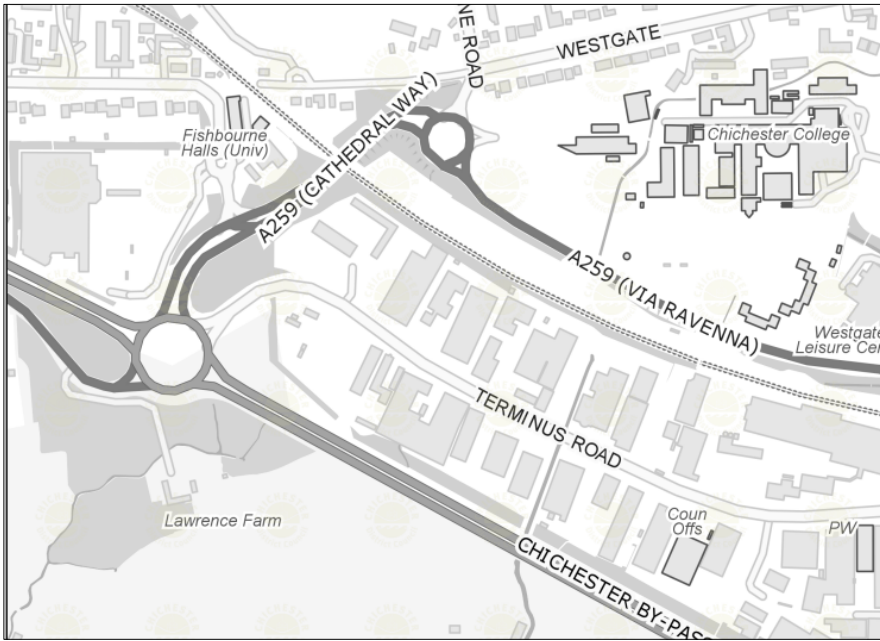 NE ROAD
WESTGATE
Fishbourne
Halls (Univ)
A259 (CATHEDRAL WAY)
Chichester College
A259 (VIA RAVENNA)
Westgate
Leisure Cen
TERMINUS ROAD
Lawrence Farm
Coun
Offs
PW
CHICHESTER BY-PASS